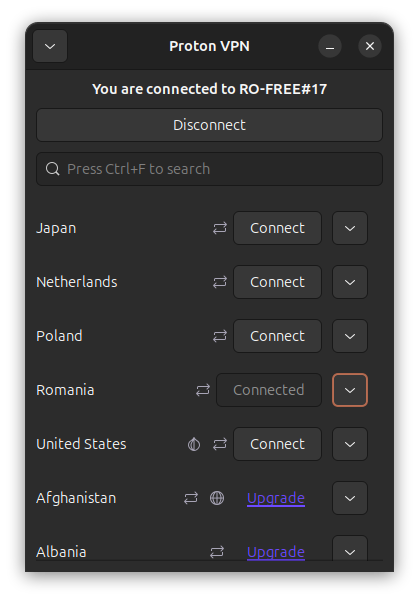 Proton VPN
You are connected to RO-FREE#17
Disconnect
Press Ctrl+F to search
Japan Connect
Netherlands Connect
Poland Connect
Romania Connected
United States Connect
Afghanistan Upgrade
Albania Upgrade